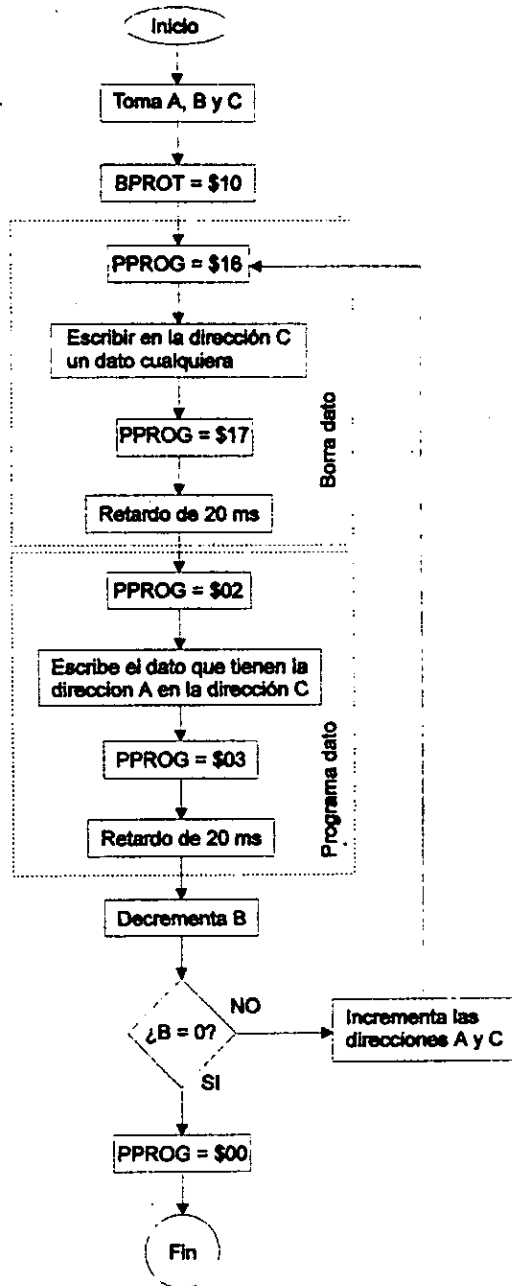 Inicio
Toma A, B y C
BPROT = $10
PPROG = $16
Escribir en la dirección C
un dato cualquiera
PPROG = $17
Borra dato
Retardo de 20 ms
PPROG = $02
Escribe el dato que tienen la
direccion A en la dirección C
PPROG = $03
Programa dato
Retardo de 20 ms
Decrementa B
¿B = 0?
NO
Incrementa las
direcciones A y C
SI
PPROG = $00
Fin